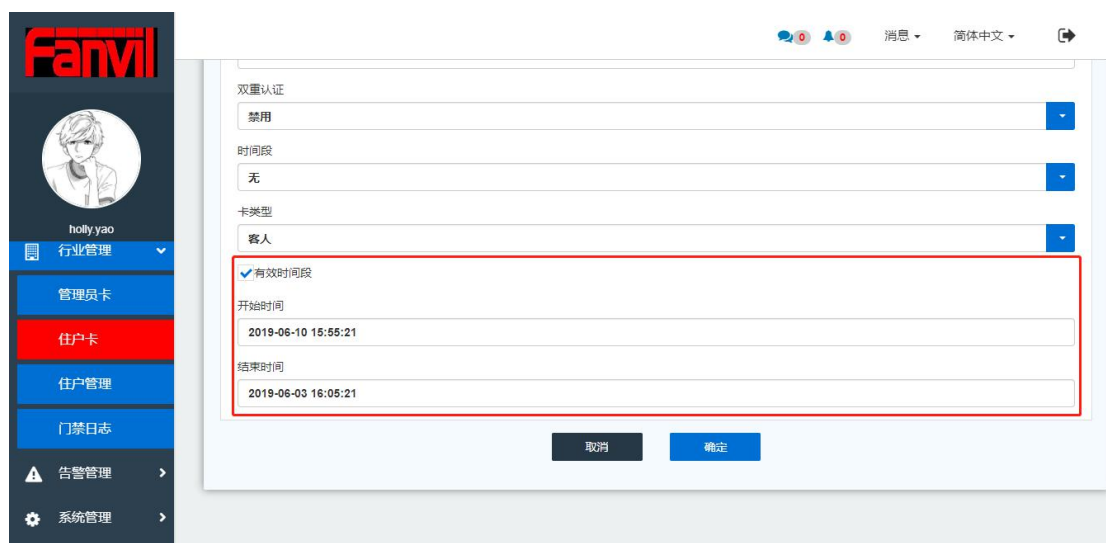 Fanvil
0
0
消息
简体中文
holly.yao
行业管理
管理员卡
住户卡
住户管理
门禁日志
告警管理
系统管理
双重认证
禁用
时间段
无
卡类型
客人
有效时间段
开始时间
2019-06-10 15:55:21
结束时间
2019-06-03 16:05:21
取消
确定